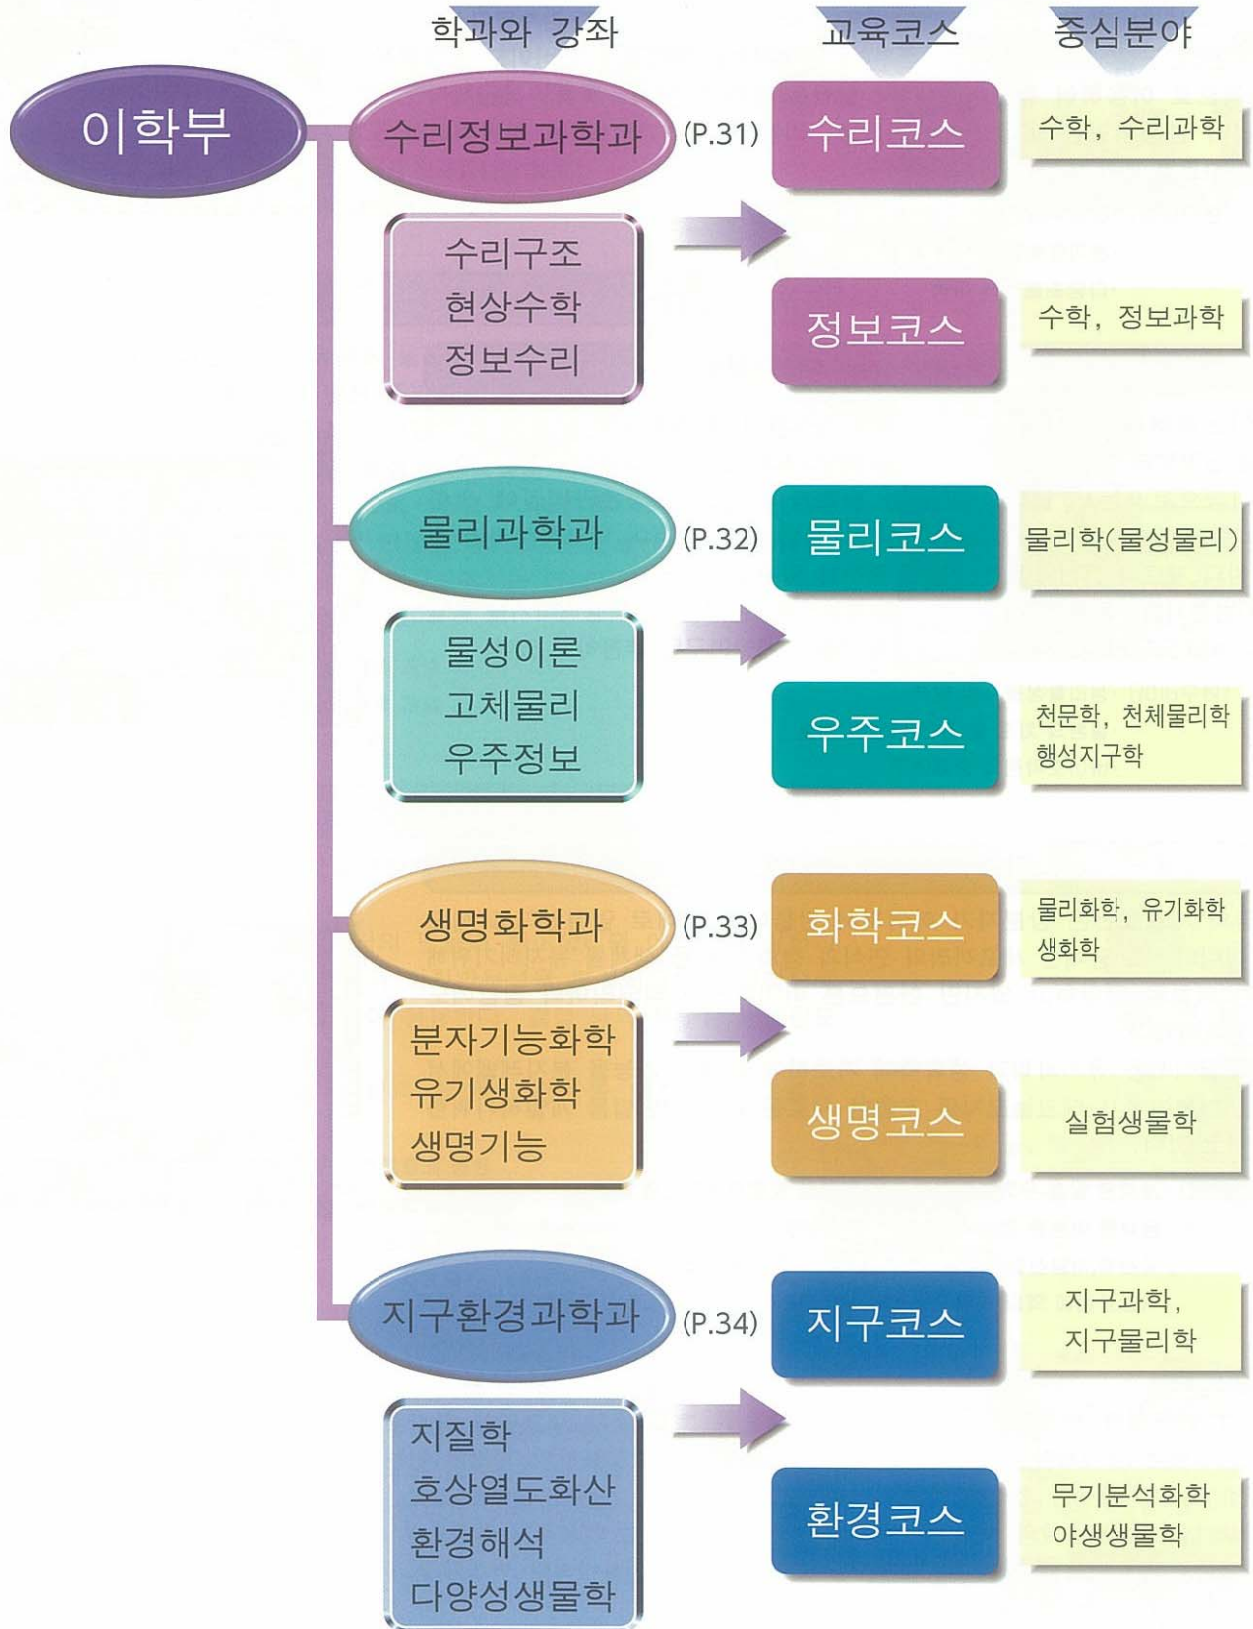 학과와 강좌
교육코스
중심분야
이학부
수리정보과학과
(P.31)
수리코스
수학, 수리과학
수리구조
현상수학
정보수리
정보코스
수학, 정보과학
물리과학과
(P.32)
물리코스
물리학(물성물리)
물성이론
고체물리
우주정보
우주코스
천문학, 천체물리학
행성지구학
생명화학과
(P.33)
화학코스
물리화학, 유기화학
생화학
분자기능화학
유기생화학
생명기능
생명코스
실험생물학
지구환경과학과
(P.34)
지구코스
지구과학,
지구물리학
지질학
호상열도화산
환경해석
다양성생물학
환경코스
무기분석화학
야생생물학